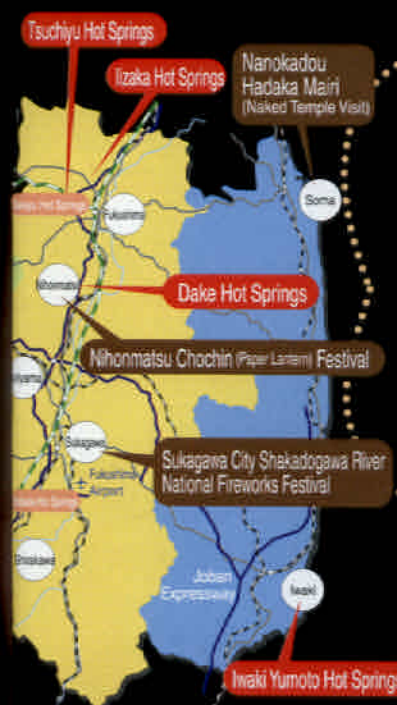 Tsuchiyu Hot Springs
Iizaka Hot Springs
Nanokadou
Hadaka Mairi
(Naked Temple Visit)
Hot Springs
Fukushima
Soma
Nihonmatsu
Dake Hot Springs
Nihonmatsu Chochin (Paper Lantern) Festival
Sukagawa
Sukagawa City Shakadogawa River
National Fireworks Festival
Fukushima
Airport
Joban
Expressway
Iwaki
Iwaki Yumoto Hot Springs